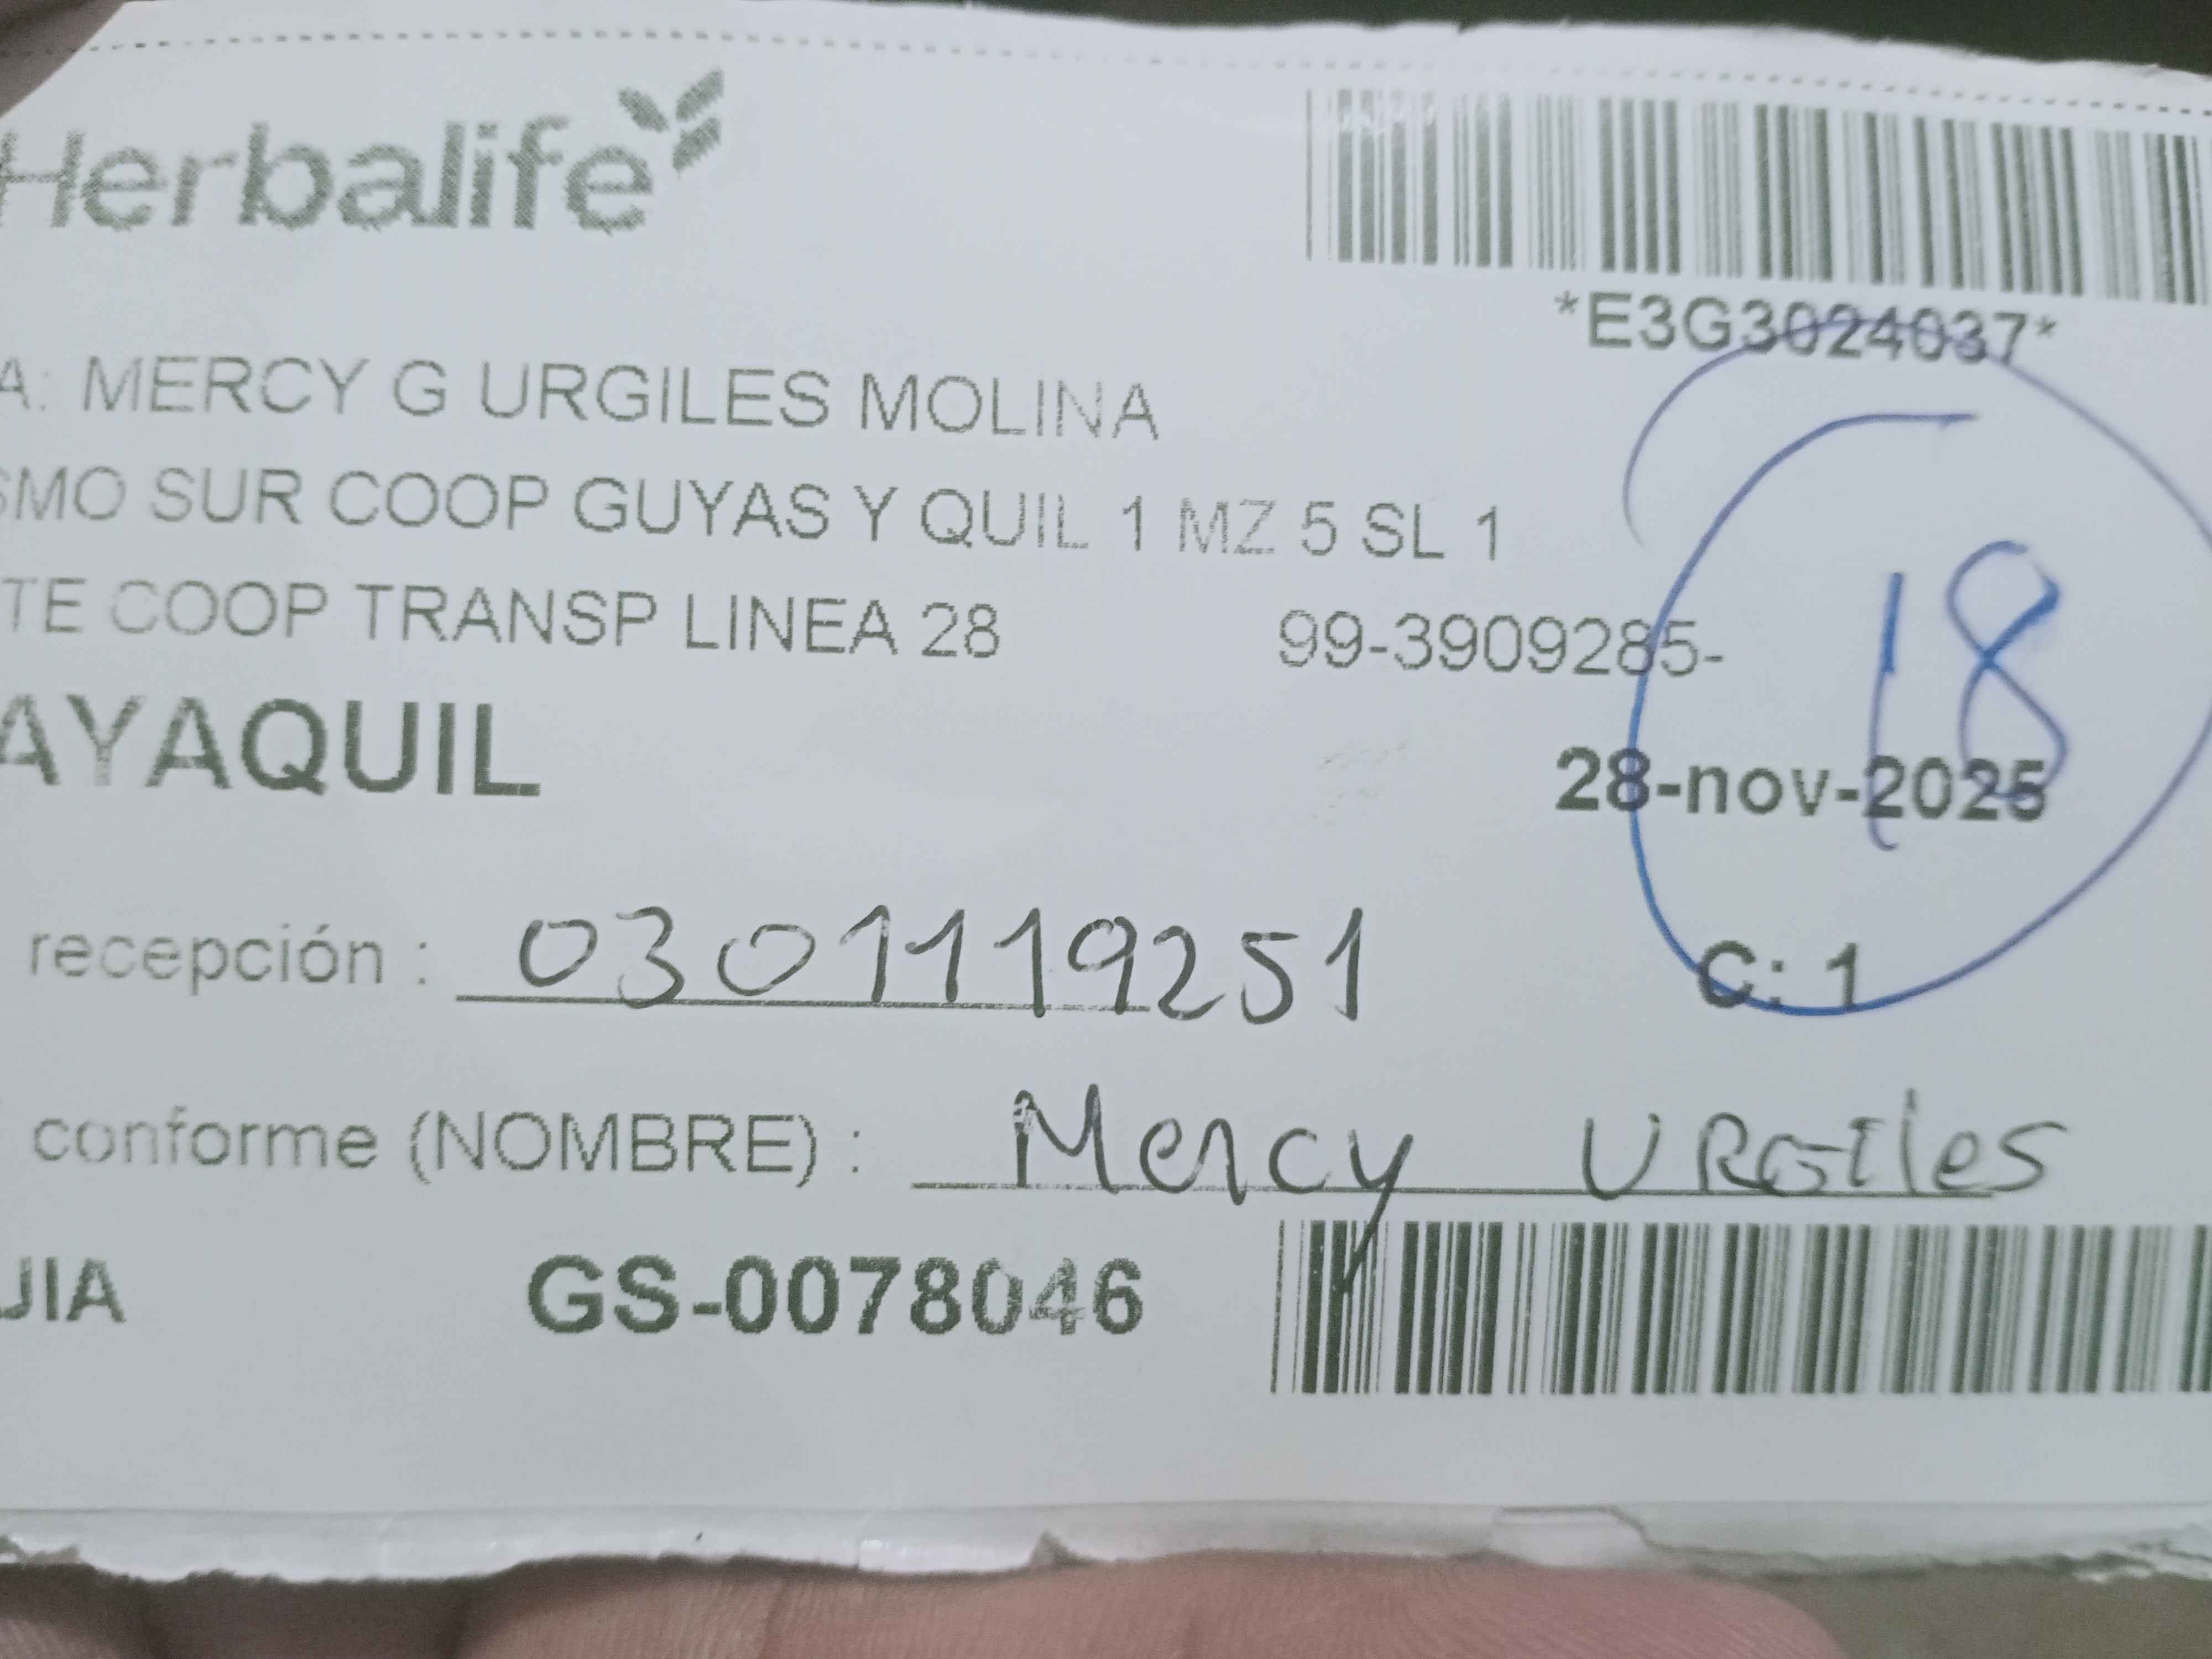 Herbalife
*E3G3024037*
A: MERCY G URGILES MOLINA
SMO SUR COOP GUYAS Y QUIL 1 MZ 5 SL 1
TE COOP TRANSP LINEA 28 99-3909285-
18
AYAQUIL
28-nov-2025
recepción : 0301119251
C: 1
conforme (NOMBRE) : Mercy URGIles
JIA GS-0078046